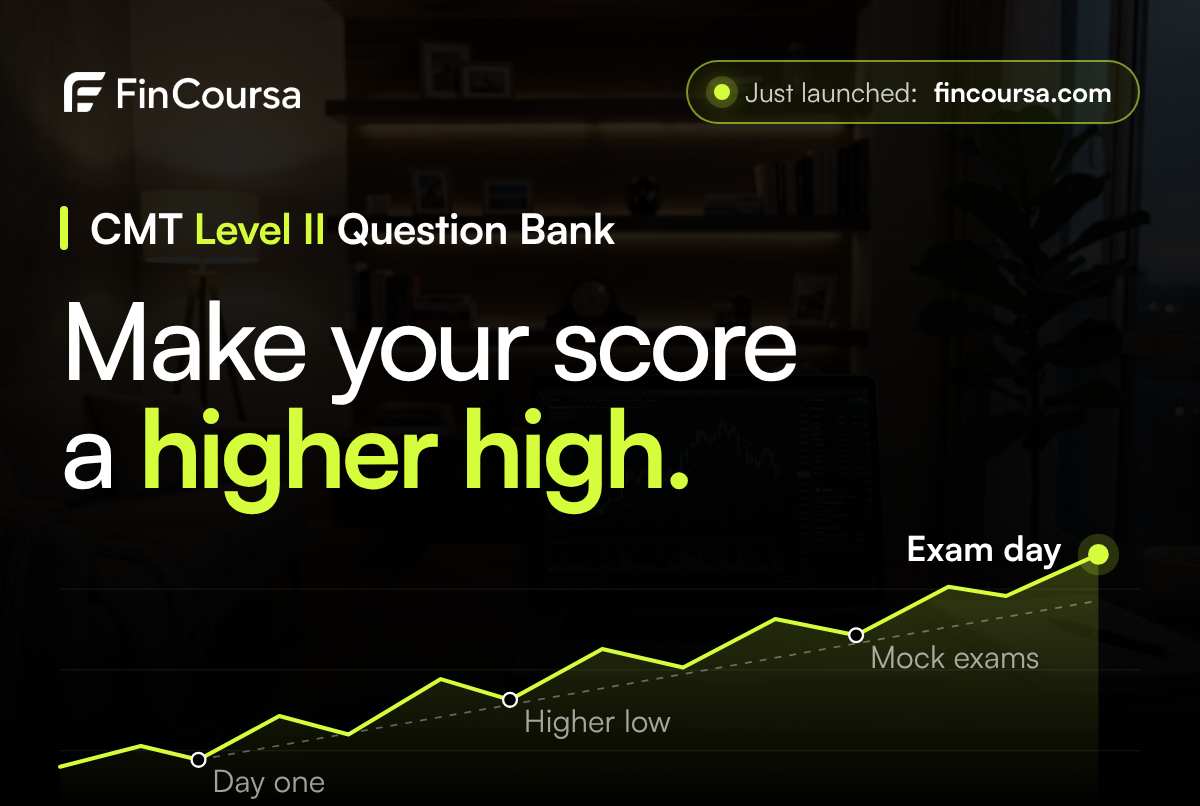 FinCoursa
Just launched: fincoursa.com
CMT Level II Question Bank
Make your score
a higher high.
Exam day
Mock exams
Higher low
Day one